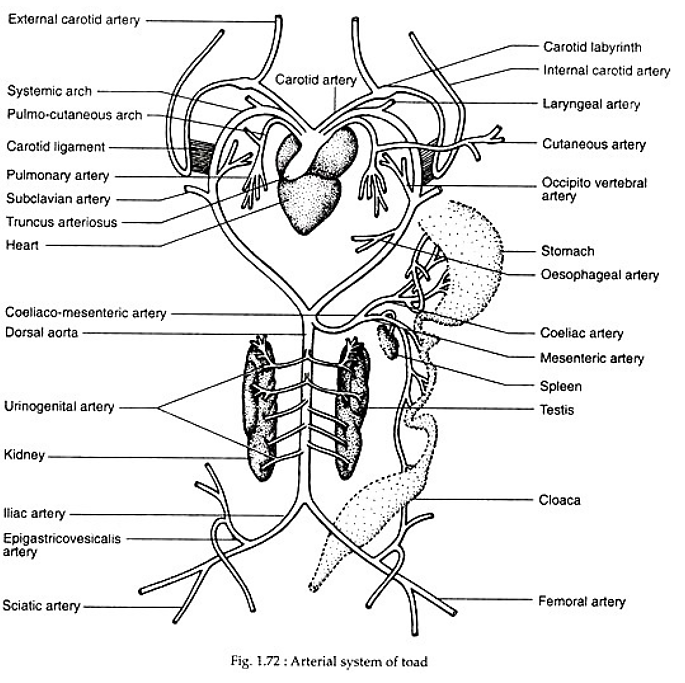 External carotid artery
Carotid artery
Systemic arch
Pulmo-cutaneous arch
Carotid ligament
Pulmonary artery
Subclavian artery
Truncus arteriosus
Heart
Coeliaco-mesenteric artery
Dorsal aorta
Urinogenital artery
Kidney
Iliac artery
Epigastricovesicalis
artery
Sciatic artery
Carotid labyrinth
Internal carotid artery
Laryngeal artery
Cutaneous artery
Occipito vertebral
artery
Stomach
Oesophageal artery
Coeliac artery
Mesenteric artery
Spleen
Testis
Cloaca
Femoral artery
Fig. 1.72 : Arterial system of toad